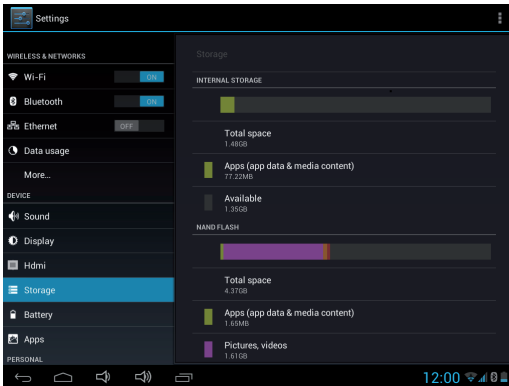 Settings
WIRELESS & NETWORKS
Wi-Fi
ON
Bluetooth
ON
Ethernet
OFF
Data usage
More...
DEVICE
Sound
Display
Hdmi
Storage
Battery
Apps
PERSONAL
Storage
INTERNAL STORAGE
Total space
1.48GB
Apps (app data & media content)
77.22MB
Available
1.35GB
NAND FLASH
Total space
4.37GB
Apps (app data & media content)
1.65MB
Pictures, videos
1.61GB
12:00